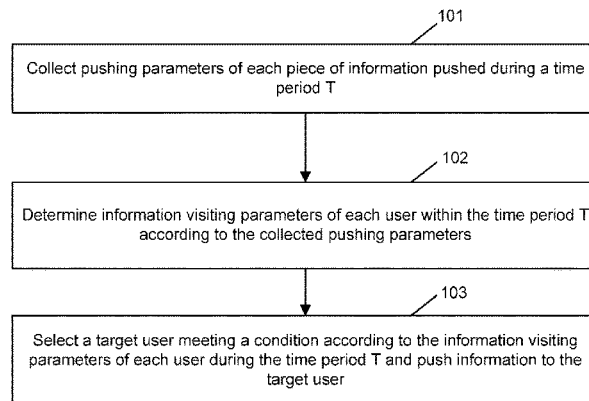 101
Collect pushing parameters of each piece of information pushed during a time
period T
102
Determine information visiting parameters of each user within the time period T
according to the collected pushing parameters
103
Select a target user meeting a condition according to the information visiting
parameters of each user during the time period T and push information to the
target user